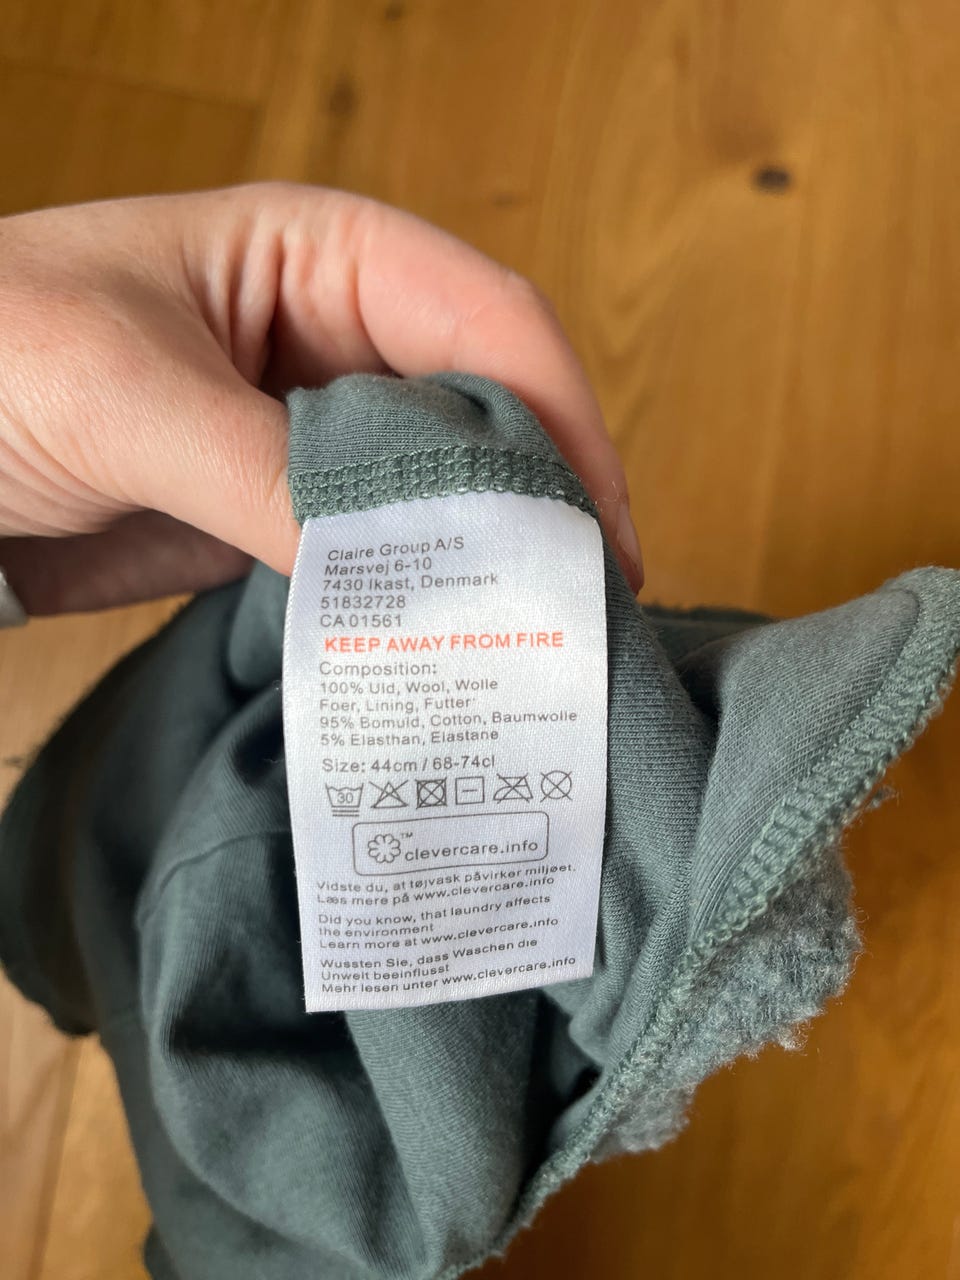 Claire Group A/S
Marsvej 6-10
7430 Ikast, Denmark
51832728
CA 01561
KEEP AWAY FROM FIRE
Composition:
100% Uld, Wool, Wolle
Foer, Lining, Futter
95% Bomuld, Cotton, Baumwolle
5% Elasthan, Elastane
Size: 44cm / 68-74cl
30
™ clevercare.info
Vidste du, at tøjvask påvirker miljøet.
Læs mere på www.clevercare.info
Did you know, that laundry affects
the environment
Learn more at www.clevercare.info
Wussten Sie, dass Waschen die
Unwelt beeinflusst
Mehr lesen unter www.clevercare.info